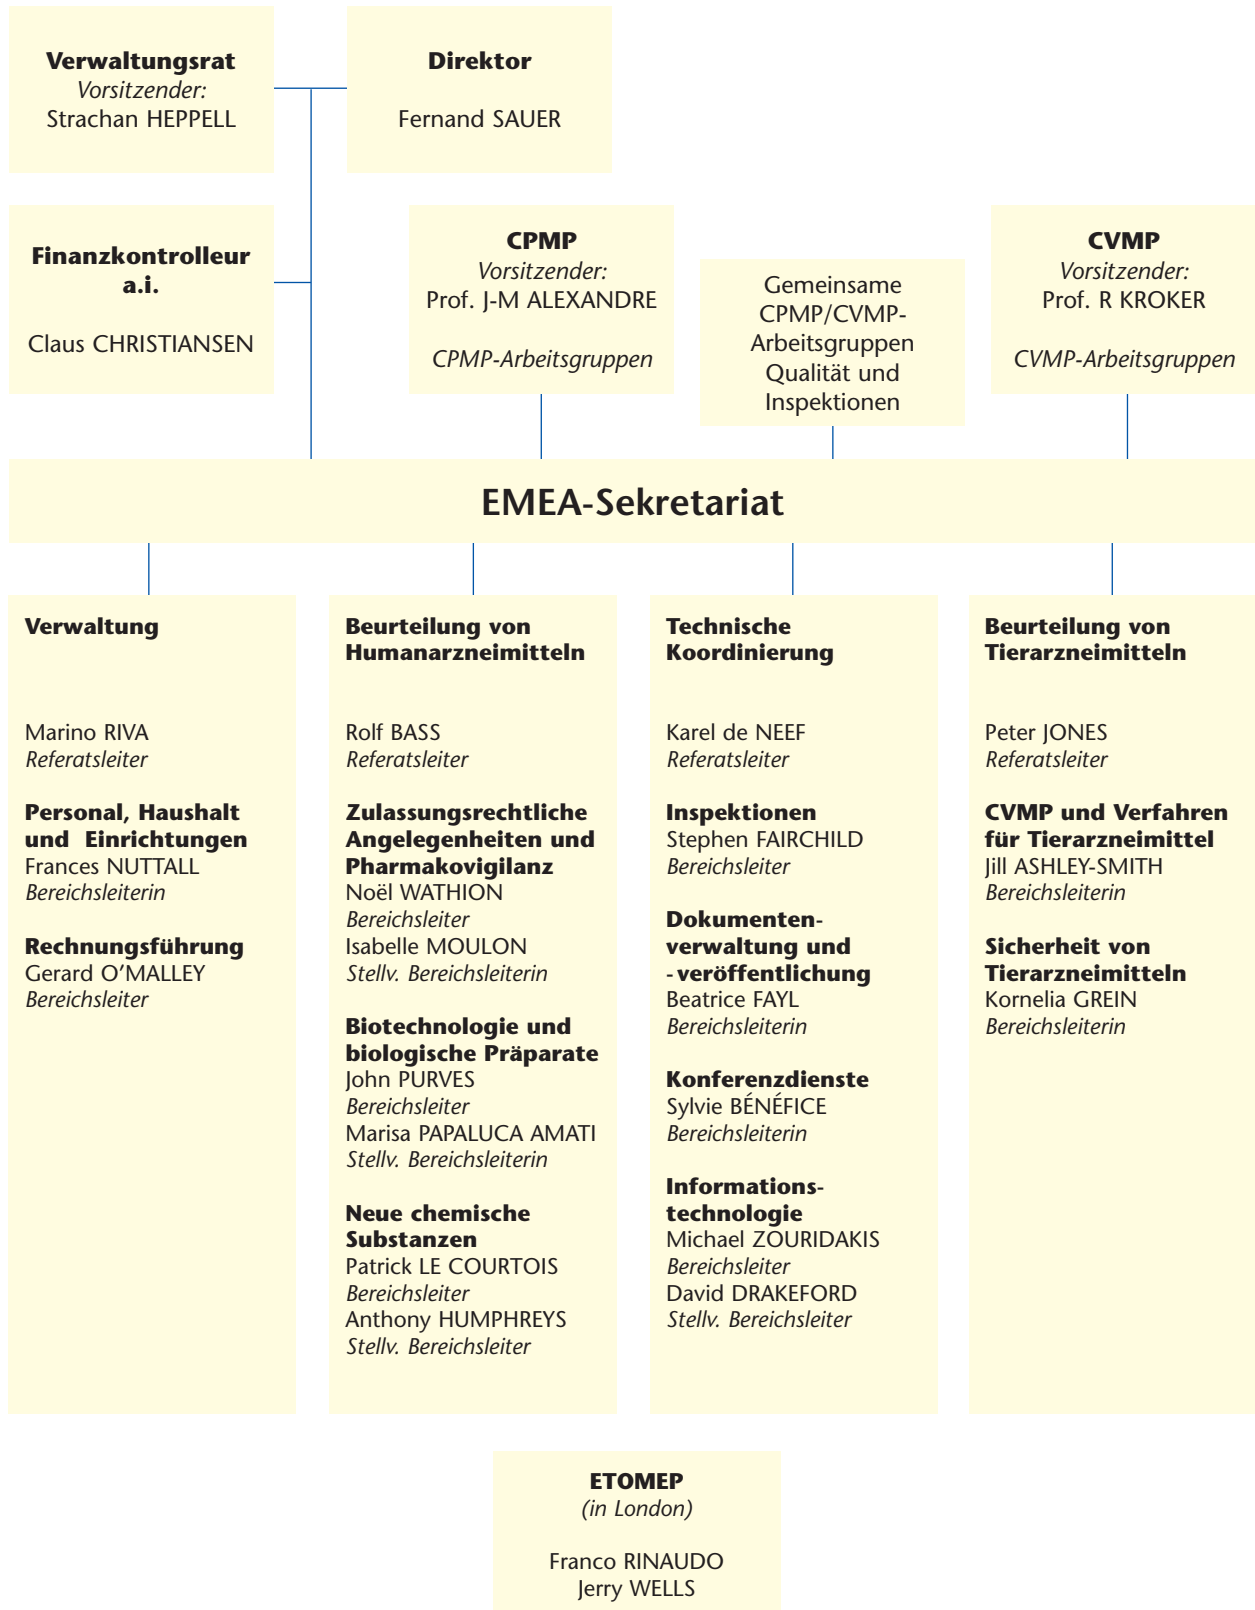 Verwaltungsrat
Vorsitzender:
Strachan HEPPELL
Direktor
Fernand SAUER
Finanzkontrolleur
a.i.
Claus CHRISTIANSEN
CPMP
Vorsitzender:
Prof. J-M ALEXANDRE
CPMP-Arbeitsgruppen
Gemeinsame
CPMP/CVMP-
Arbeitsgruppen
Qualität und
Inspektionen
CVMP
Vorsitzender:
Prof. R KROKER
CVMP-Arbeitsgruppen
EMEA-Sekretariat
Verwaltung
Marino RIVA
Referatsleiter
Personal, Haushalt
und Einrichtungen
Frances NUTTALL
Bereichsleiterin
Rechnungsführung
Gerard O’MALLEY
Bereichsleiter
Beurteilung von
Humanarzneimitteln
Rolf BASS
Referatsleiter
Zulassungsrechtliche
Angelegenheiten und
Pharmakovigilanz
Noël WATHION
Bereichsleiter
Isabelle MOULON
Stellv. Bereichsleiterin
Biotechnologie und
biologische Präparate
John PURVES
Bereichsleiter
Marisa PAPALUCA AMATI
Stellv. Bereichsleiterin
Neue chemische
Substanzen
Patrick LE COURTOIS
Bereichsleiter
Anthony HUMPHREYS
Stellv. Bereichsleiter
Technische
Koordinierung
Karel de NEEF
Referatsleiter
Inspektionen
Stephen FAIRCHILD
Bereichsleiter
Dokumenten-
verwaltung und
-veröffentlichung
Beatrice FAYL
Bereichsleiterin
Konferenzdienste
Sylvie BÉNÉFICE
Bereichsleiterin
Informations-
technologie
Michael ZOURIDAKIS
Bereichsleiter
David DRAKEFORD
Stellv. Bereichsleiter
Beurteilung von
Tierarzneimitteln
Peter JONES
Referatsleiter
CVMP und Verfahren
für Tierarzneimittel
Jill ASHLEY-SMITH
Bereichsleiterin
Sicherheit von
Tierarzneimitteln
Kornelia GREIN
Bereichsleiterin
ETOMEP
(in London)
Franco RINAUDO
Jerry WELLS